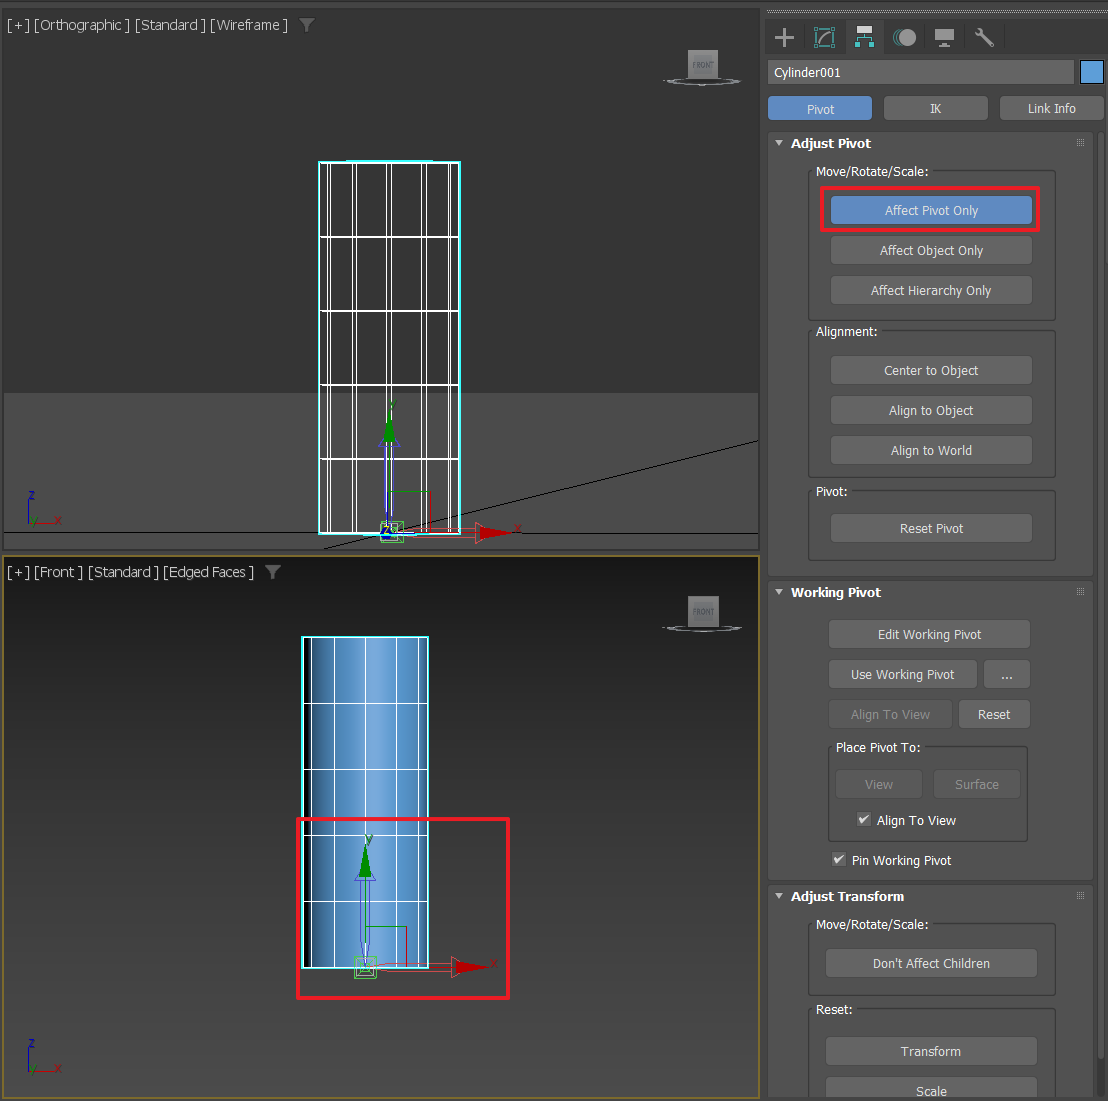 [+] [Orthographic ] [Standard ] [Wireframe ]
FRONT
Y
X
Z
Z
Y
X
[+] [Front ] [Standard ] [Edged Faces ]
FRONT
Y
X
Z
Y
X
Cylinder001
Pivot
IK
Link Info
Adjust Pivot
Move/Rotate/Scale:
Affect Pivot Only
Affect Object Only
Affect Hierarchy Only
Alignment:
Center to Object
Align to Object
Align to World
Pivot:
Reset Pivot
Working Pivot
Edit Working Pivot
Use Working Pivot
...
Align To View
Reset
Place Pivot To:
View
Surface
Align To View
Pin Working Pivot
Adjust Transform
Move/Rotate/Scale:
Don't Affect Children
Reset:
Transform
Scale